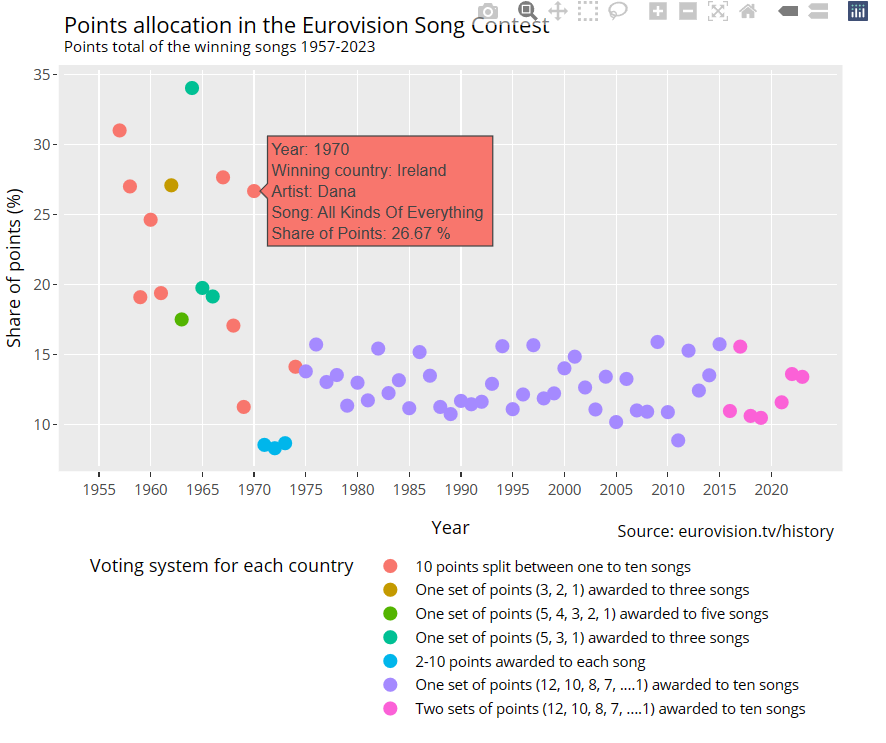 Points allocation in the Eurovision Song Contest
Points total of the winning songs 1957-2023
35
30
25
20
15
10
Share of points (%)
Year: 1970
Winning country: Ireland
Artist: Dana
Song: All Kinds Of Everything
Share of Points: 26.67 %
1955 1960 1965 1970 1975 1980 1985 1990 1995 2000 2005 2010 2015 2020
Year
Source: eurovision.tv/history
Voting system for each country
10 points split between one to ten songs
One set of points (3, 2, 1) awarded to three songs
One set of points (5, 4, 3, 2, 1) awarded to five songs
One set of points (5, 3, 1) awarded to three songs
2-10 points awarded to each song
One set of points (12, 10, 8, 7, ....1) awarded to ten songs
Two sets of points (12, 10, 8, 7, ....1) awarded to ten songs